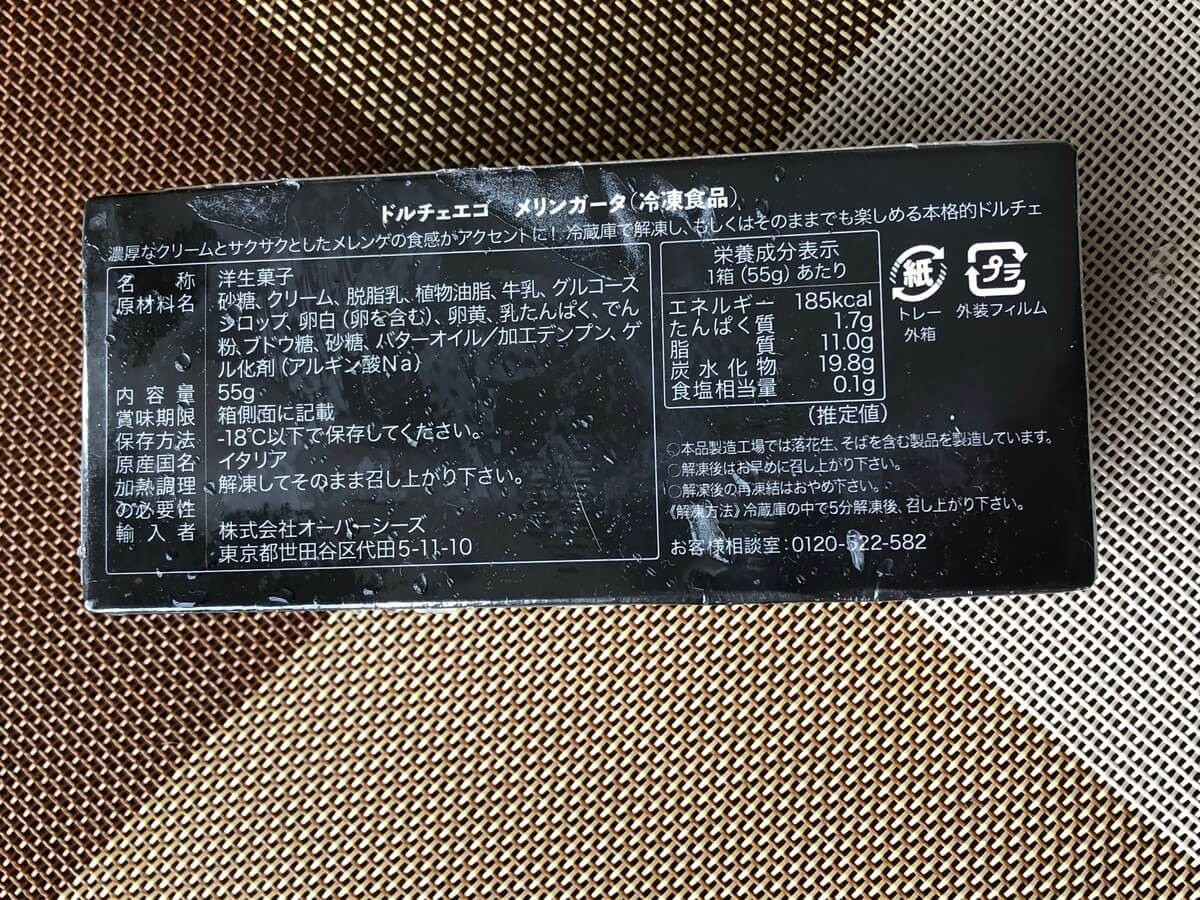 ドルチェエコ　メリンガータ(冷凍食品)
濃厚なクリームとサクサクとしたメレンゲの食感がアクセントに！冷蔵庫で解凍し、もしくはそのままでも楽しめる本格的ドルチェ
名称 洋生菓子
原材料名 砂糖、クリーム、脱脂乳、植物油脂、牛乳、グルコース
シロップ、卵白(卵を含む)、卵黄、乳たんぱく、でん
粉、ブドウ糖、砂糖、バターオイル／加工デンプン、ゲ
ル化剤(アルギン酸Na)
内容量 55g
賞味期限 箱側面に記載
保存方法 -18℃以下で保存してください。
原産国名 イタリア
加熱調理 解凍してそのまま召し上がり下さい。
の必要性
輸入者 株式会社オーバーシーズ
東京都世田谷区代田5-11-10
栄養成分表示
1箱(55g)あたり
エネルギー 185kcal
たんぱく質 1.7g
脂質 11.0g
炭水化物 19.8g
食塩相当量 0.1g
(推定値)
紙
トレー
外箱
プラ
外装フィルム
○本品製造工場では落花生、そばを含む製品を製造しています。
○解凍後はお早めに召し上がり下さい。
○解凍後の再凍結はおやめ下さい。
《解凍方法》冷蔵庫の中で5分解凍後、召し上がり下さい。
お客様相談室:0120-522-582